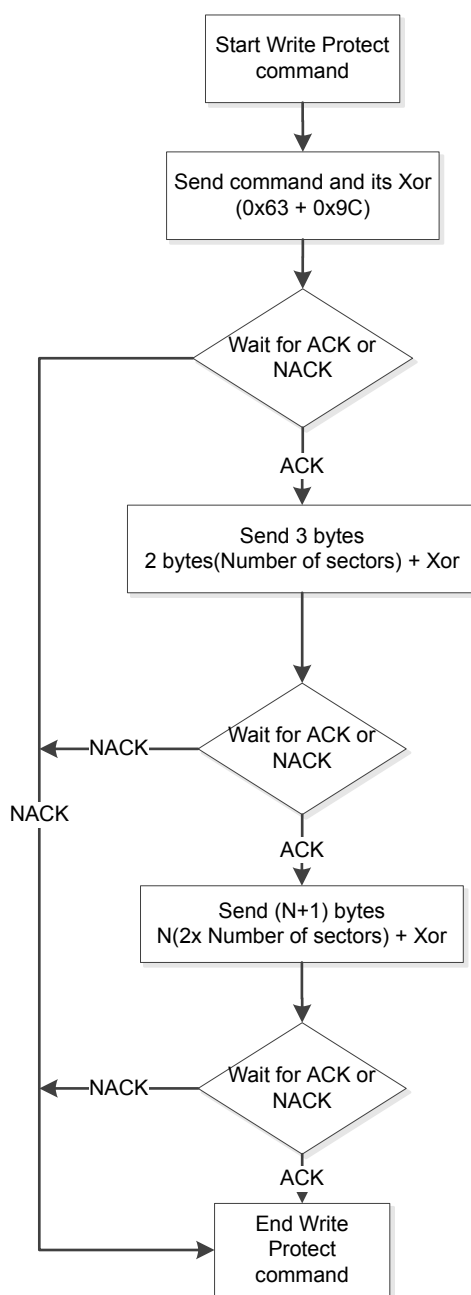 Start Write Protect
command
Send command and its Xor
(0x63 + 0x9C)
Wait for ACK or
NACK
ACK
Send 3 bytes
2 bytes(Number of sectors) + Xor
Wait for ACK or
NACK
NACK
NACK
ACK
Send (N+1) bytes
N(2x Number of sectors) + Xor
Wait for ACK or
NACK
NACK
ACK
End Write
Protect
command